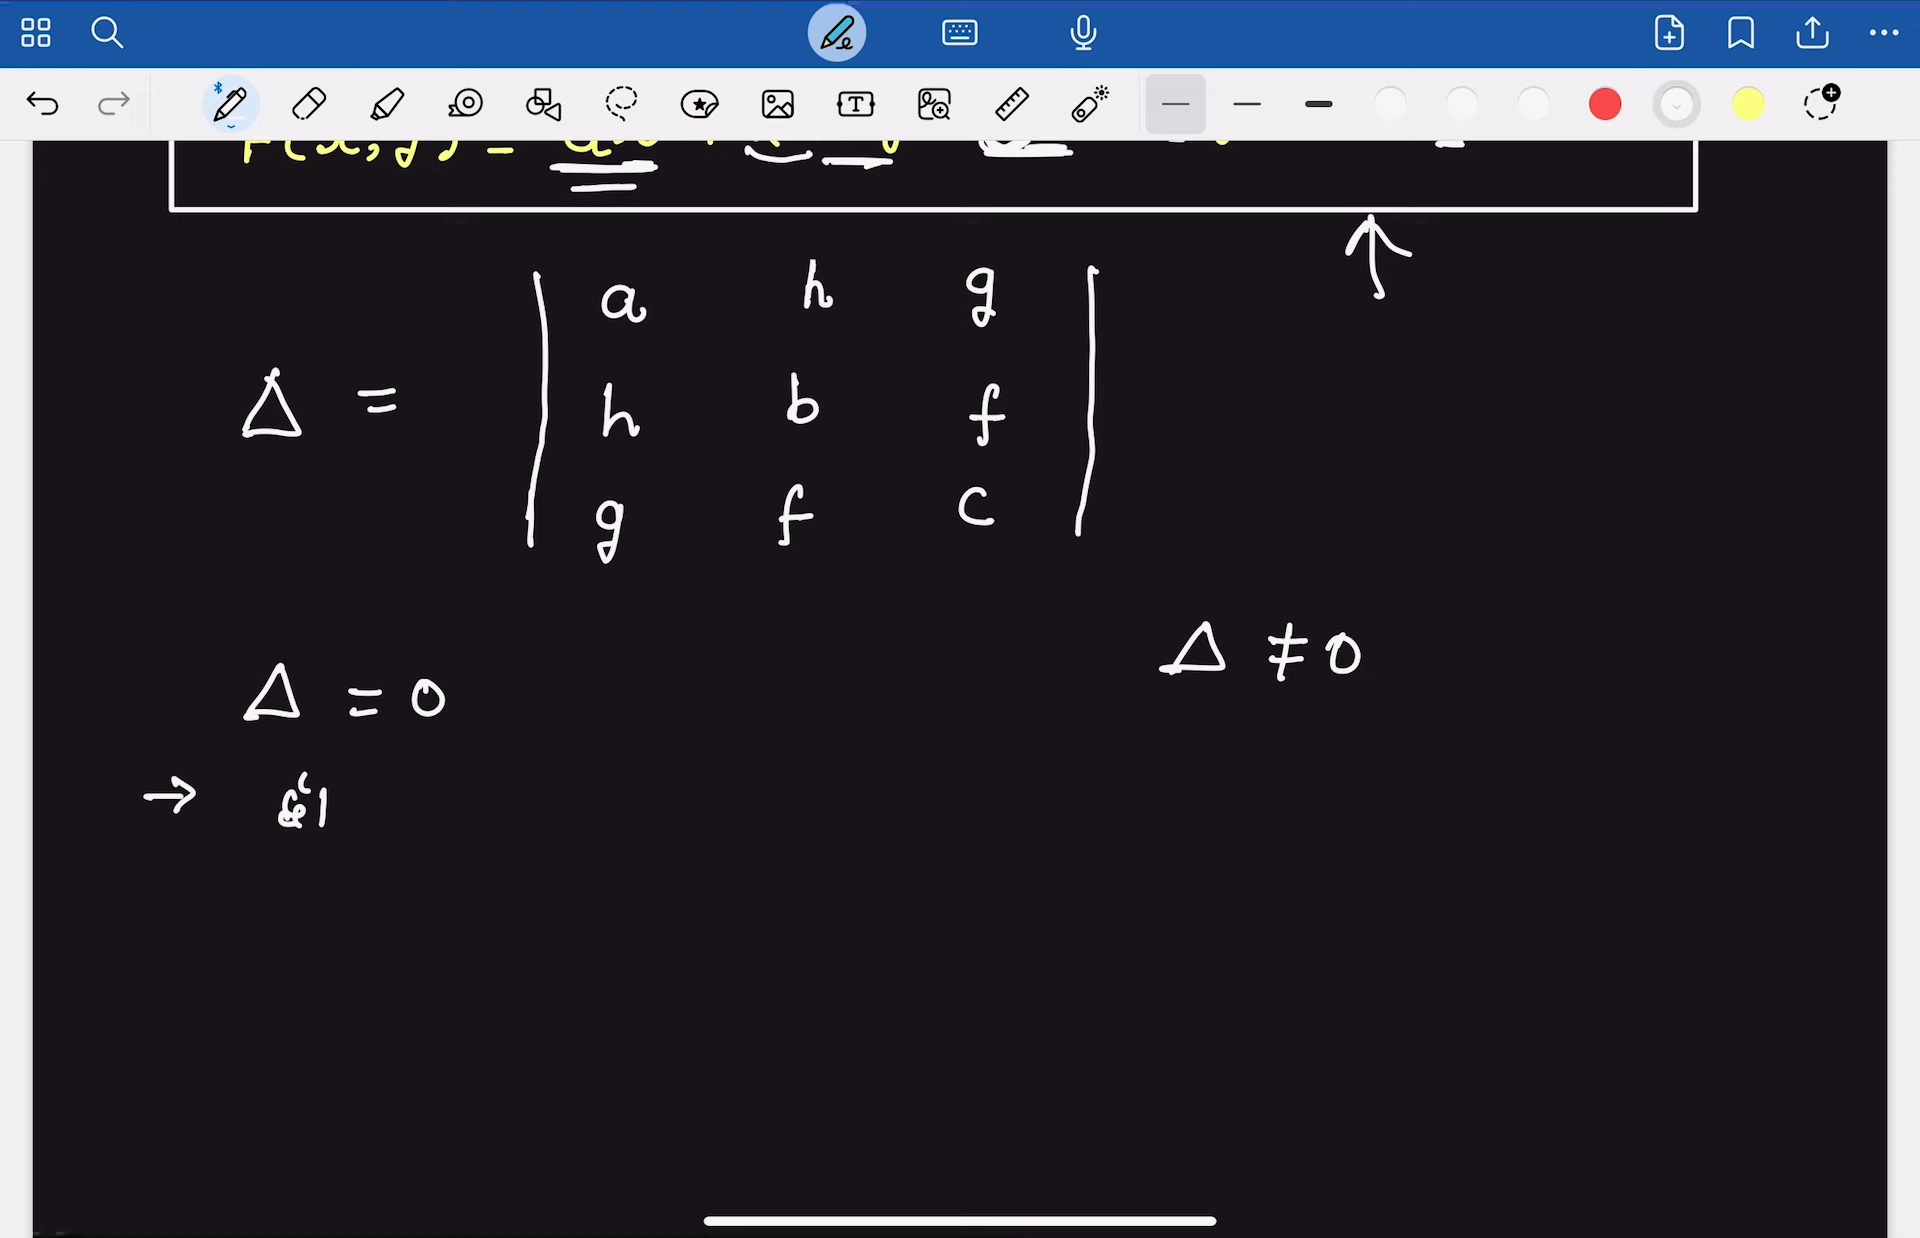 Δ = | a h g |
| h b f |
| g f c |
Δ = 0
Δ ≠ 0
→